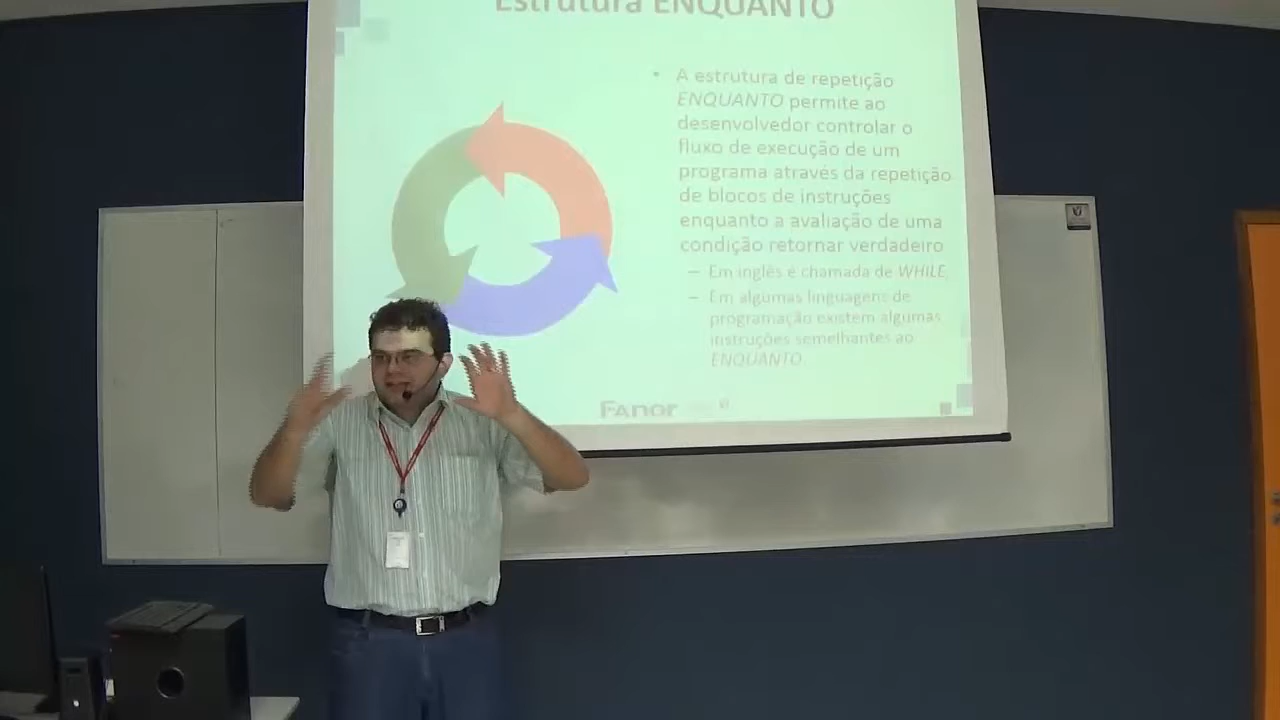 Estrutura ENQUANTO
• A estrutura de repetição
ENQUANTO permite ao
desenvolvedor controlar o
fluxo de execução de um
programa através da repetição
de blocos de instruções
enquanto a avaliação de uma
condição retornar verdadeiro
– Em inglês é chamada de WHILE.
– Em algumas linguagens de
programação existem algumas
instruções semelhantes ao
ENQUANTO.
FANOR